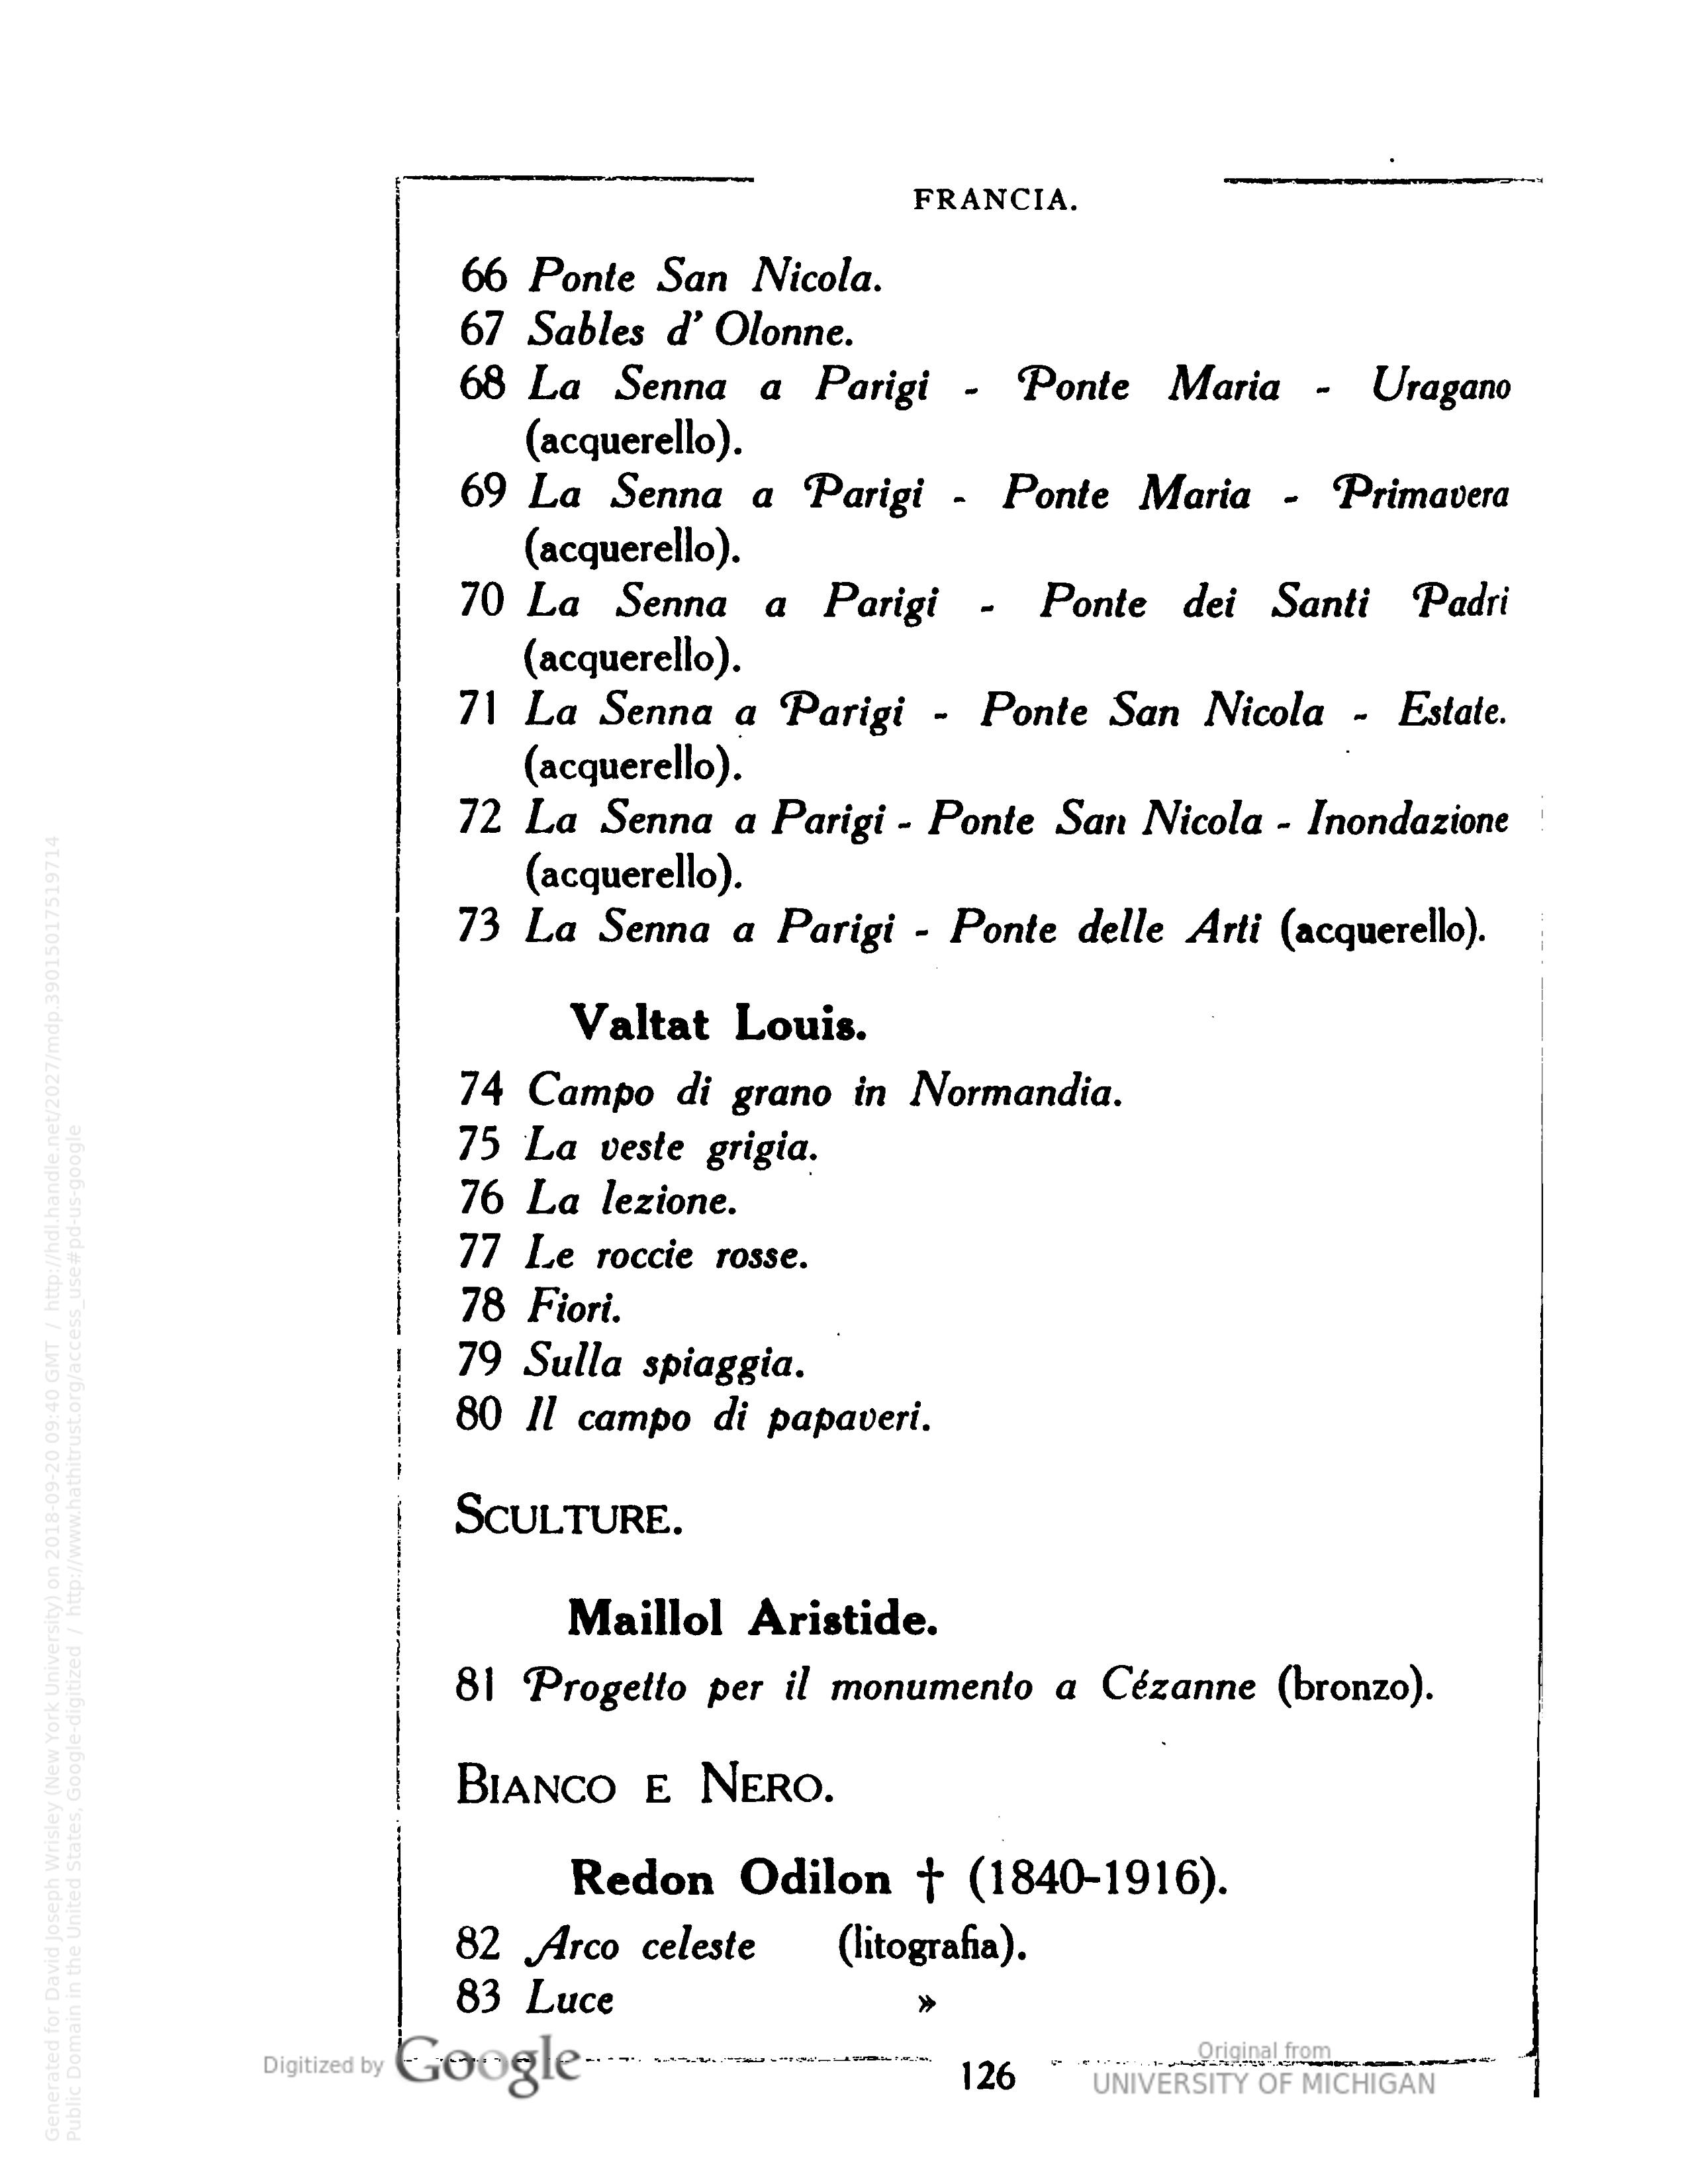 FRANCIA.
66 Ponte San Nicola.
67 Sables d' Olonne.
68 La Senna a Parigi - Ponte Maria - Uragano
(acquerello).
69 La Senna a Parigi - Ponte Maria - Primavera
(acquerello).
70 La Senna a Parigi - Ponte dei Santi Padri
(acquerello).
71 La Senna a Parigi - Ponte San Nicola - Estate.
(acquerello).
72 La Senna a Parigi - Ponte San Nicola - Inondazione
(acquerello).
73 La Senna a Parigi - Ponte delle Arti (acquerello).
Valtat Louis.
74 Campo di grano in Normandia.
75 La veste grigia.
76 La lezione.
77 Le roccie rosse.
78 Fiori.
79 Sulla spiaggia.
80 Il campo di papaveri.
SCULTURE.
Maillol Aristide.
81 Progetto per il monumento a Cézanne (bronzo).
BIANCO E NERO.
Redon Odilon † (1840-1916).
82 Arco celeste (litografia).
83 Luce »
126
Digitized by Google
Original from
UNIVERSITY OF MICHIGAN
Generated for David Joseph Wrisley (New York University) on 2018-09-20 09:40 GMT / http://hdl.handle.net/2027/mdp.39015017519714
Public Domain in the United States, Google-digitized / http://www.hathitrust.org/access_use#pd-us-google